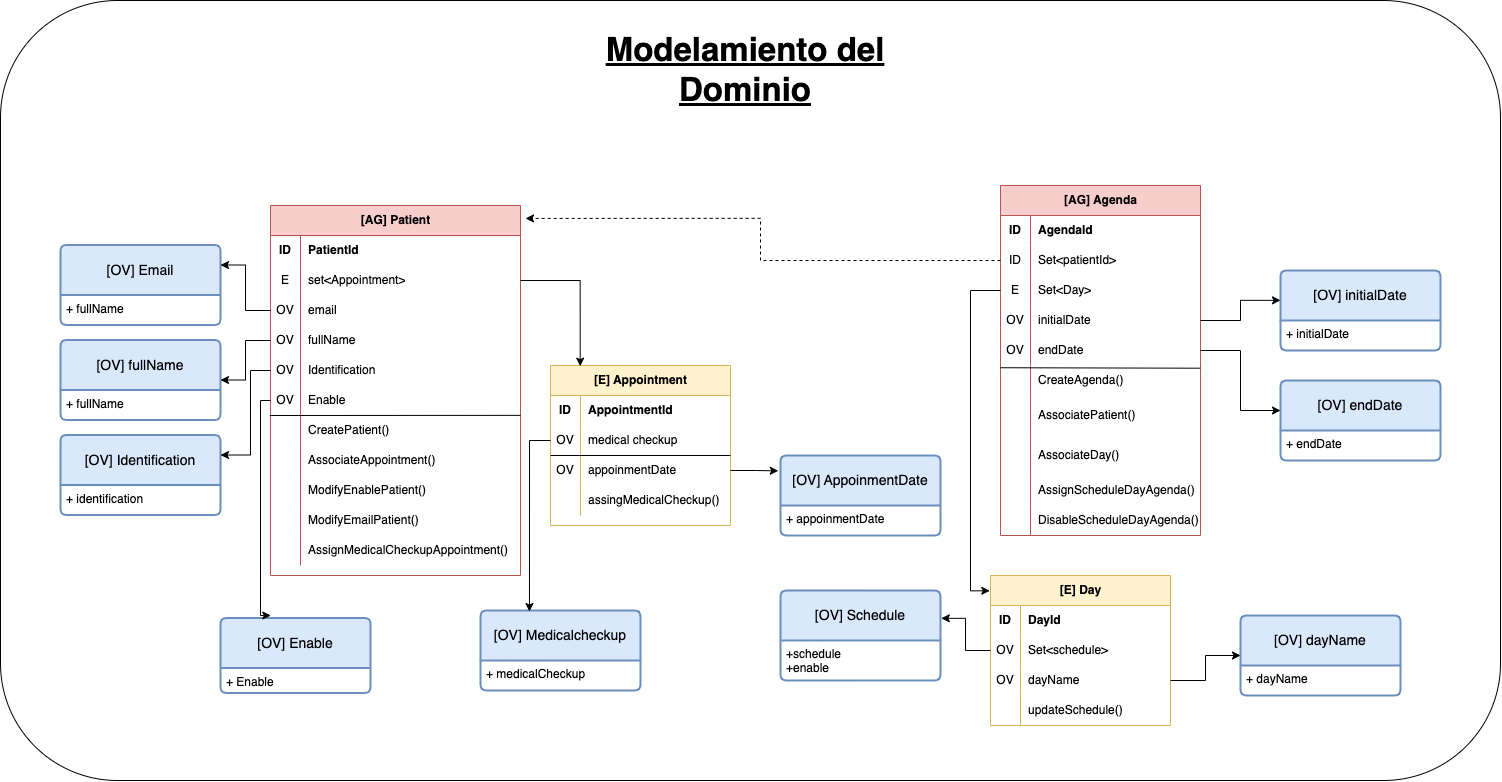 Modelamiento del
Dominio
[AG] Patient
ID PatientId
E set<Appointment>
OV email
OV fullName
OV Identification
OV Enable
CreatePatient()
AssociateAppointment()
ModifyEnablePatient()
ModifyEmailPatient()
AssignMedicalCheckupAppointment()
[OV] Email
+ fullName
[OV] fullName
+ fullName
[OV] Identification
+ identification
[OV] Enable
+ Enable
[E] Appointment
ID AppointmentId
OV medical checkup
OV appoinmentDate
assingMedicalCheckup()
[OV] Medicalcheckup
+ medicalCheckup
[OV] AppoinmentDate
+ appoinmentDate
[AG] Agenda
ID AgendaId
ID Set<patientId>
E Set<Day>
OV initialDate
OV endDate
CreateAgenda()
AssociatePatient()
AssociateDay()
AssignScheduleDayAgenda()
DisableScheduleDayAgenda()
[OV] initialDate
+ initialDate
[OV] endDate
+ endDate
[E] Day
ID DayId
OV Set<schedule>
OV dayName
updateSchedule()
[OV] Schedule
+schedule
+enable
[OV] dayName
+ dayName